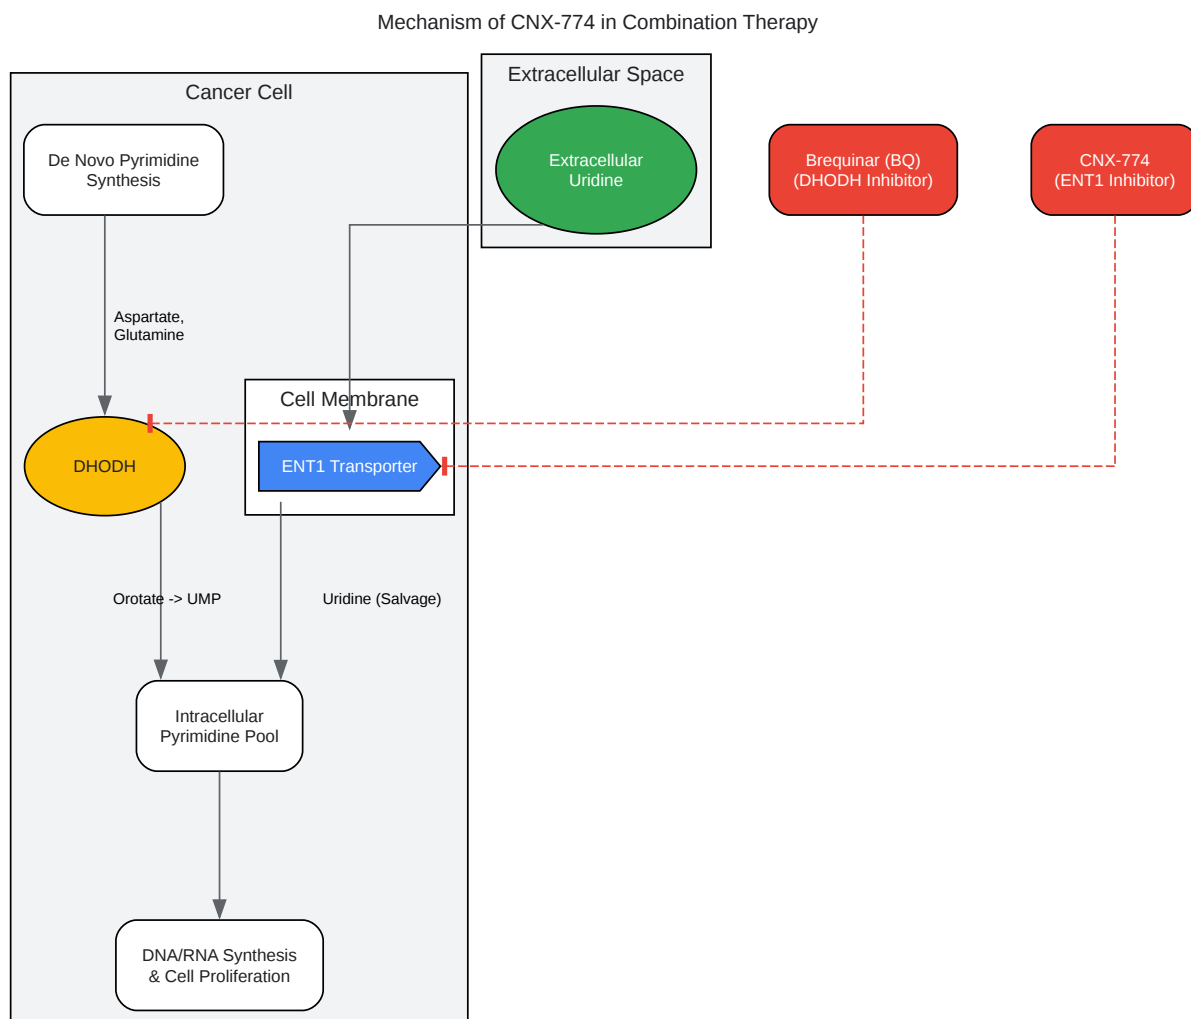 Mechanism of CNX-774 in Combination Therapy
Extracellular Space
Cancer Cell
De Novo Pyrimidine
Synthesis
Extracellular
Uridine
Brequinar (BQ)
(DHODH Inhibitor)
CNX-774
(ENT1 Inhibitor)
Aspartate,
Glutamine
Cell Membrane
DHODH
ENT1 Transporter
Orotate -> UMP
Uridine (Salvage)
Intracellular
Pyrimidine Pool
DNA/RNA Synthesis
& Cell Proliferation